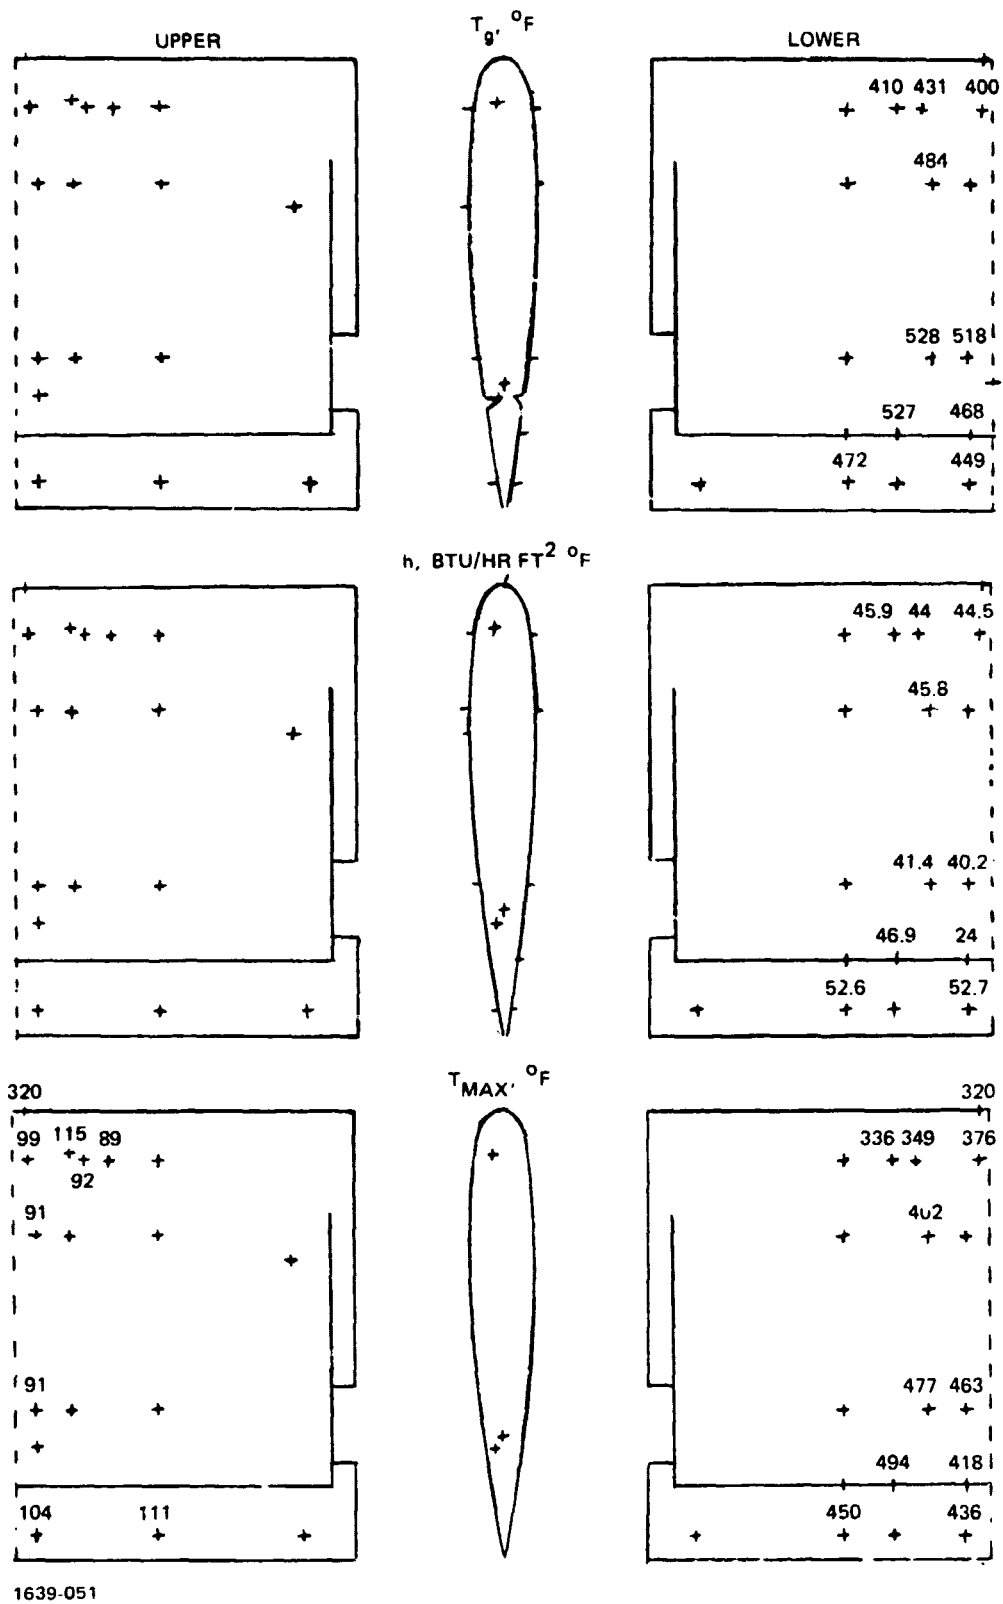 UPPER
Tg, °F
LOWER
410 431 400
484
528 518
527 468
472 449
h, BTU/HR FT2 °F
45.9 44 44.5
45.8
41.4 40.2
46.9 24
52.6 52.7
TMAX, °F
320 320
99 115 89 336 349 376
92
91 402
91 477 463
494 418
104 111 450 436
1639-051